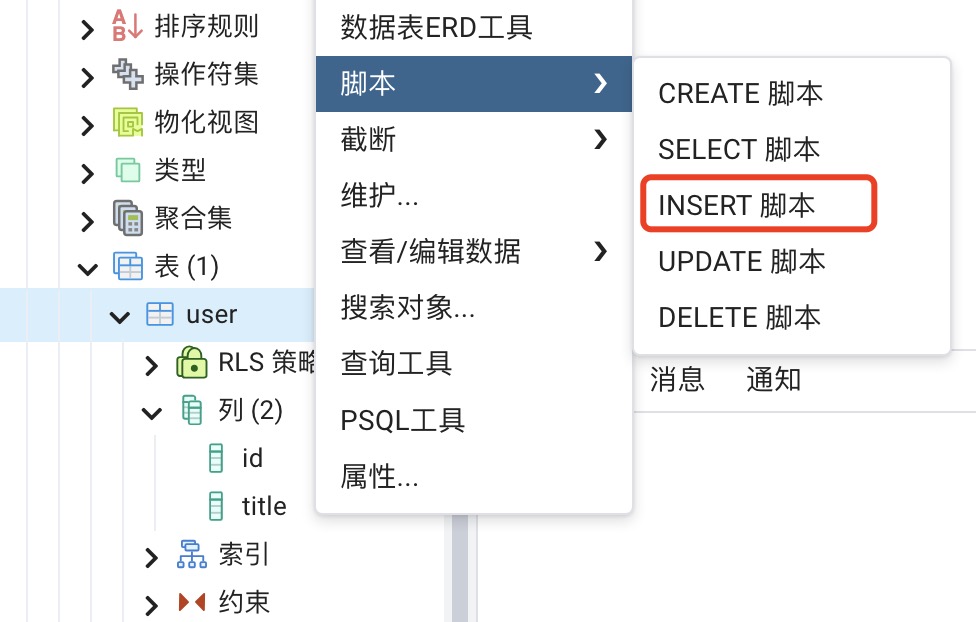 排序规则
操作符集
物化视图
类型
聚合集
表 (1)
user
RLS 策略
列 (2)
id
title
索引
约束
数据表ERD工具
脚本
截断
维护...
查看/编辑数据
搜索对象...
查询工具
PSQL工具
属性...
CREATE 脚本
SELECT 脚本
INSERT 脚本
UPDATE 脚本
DELETE 脚本
消息
通知